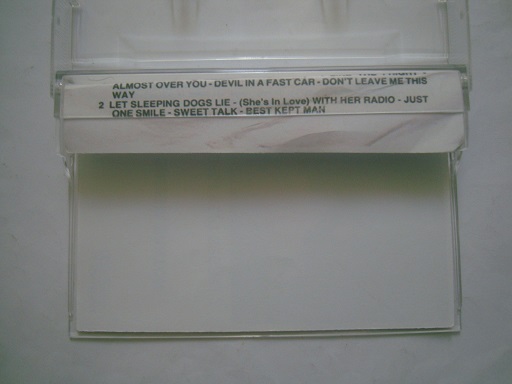 ALMOST OVER YOU - DEVIL IN A FAST CAR - DON'T LEAVE ME THIS
WAY
2 LET SLEEPING DOGS LIE - (She's In Love) WITH HER RADIO - JUST
ONE SMILE - SWEET TALK - BEST KEPT MAN